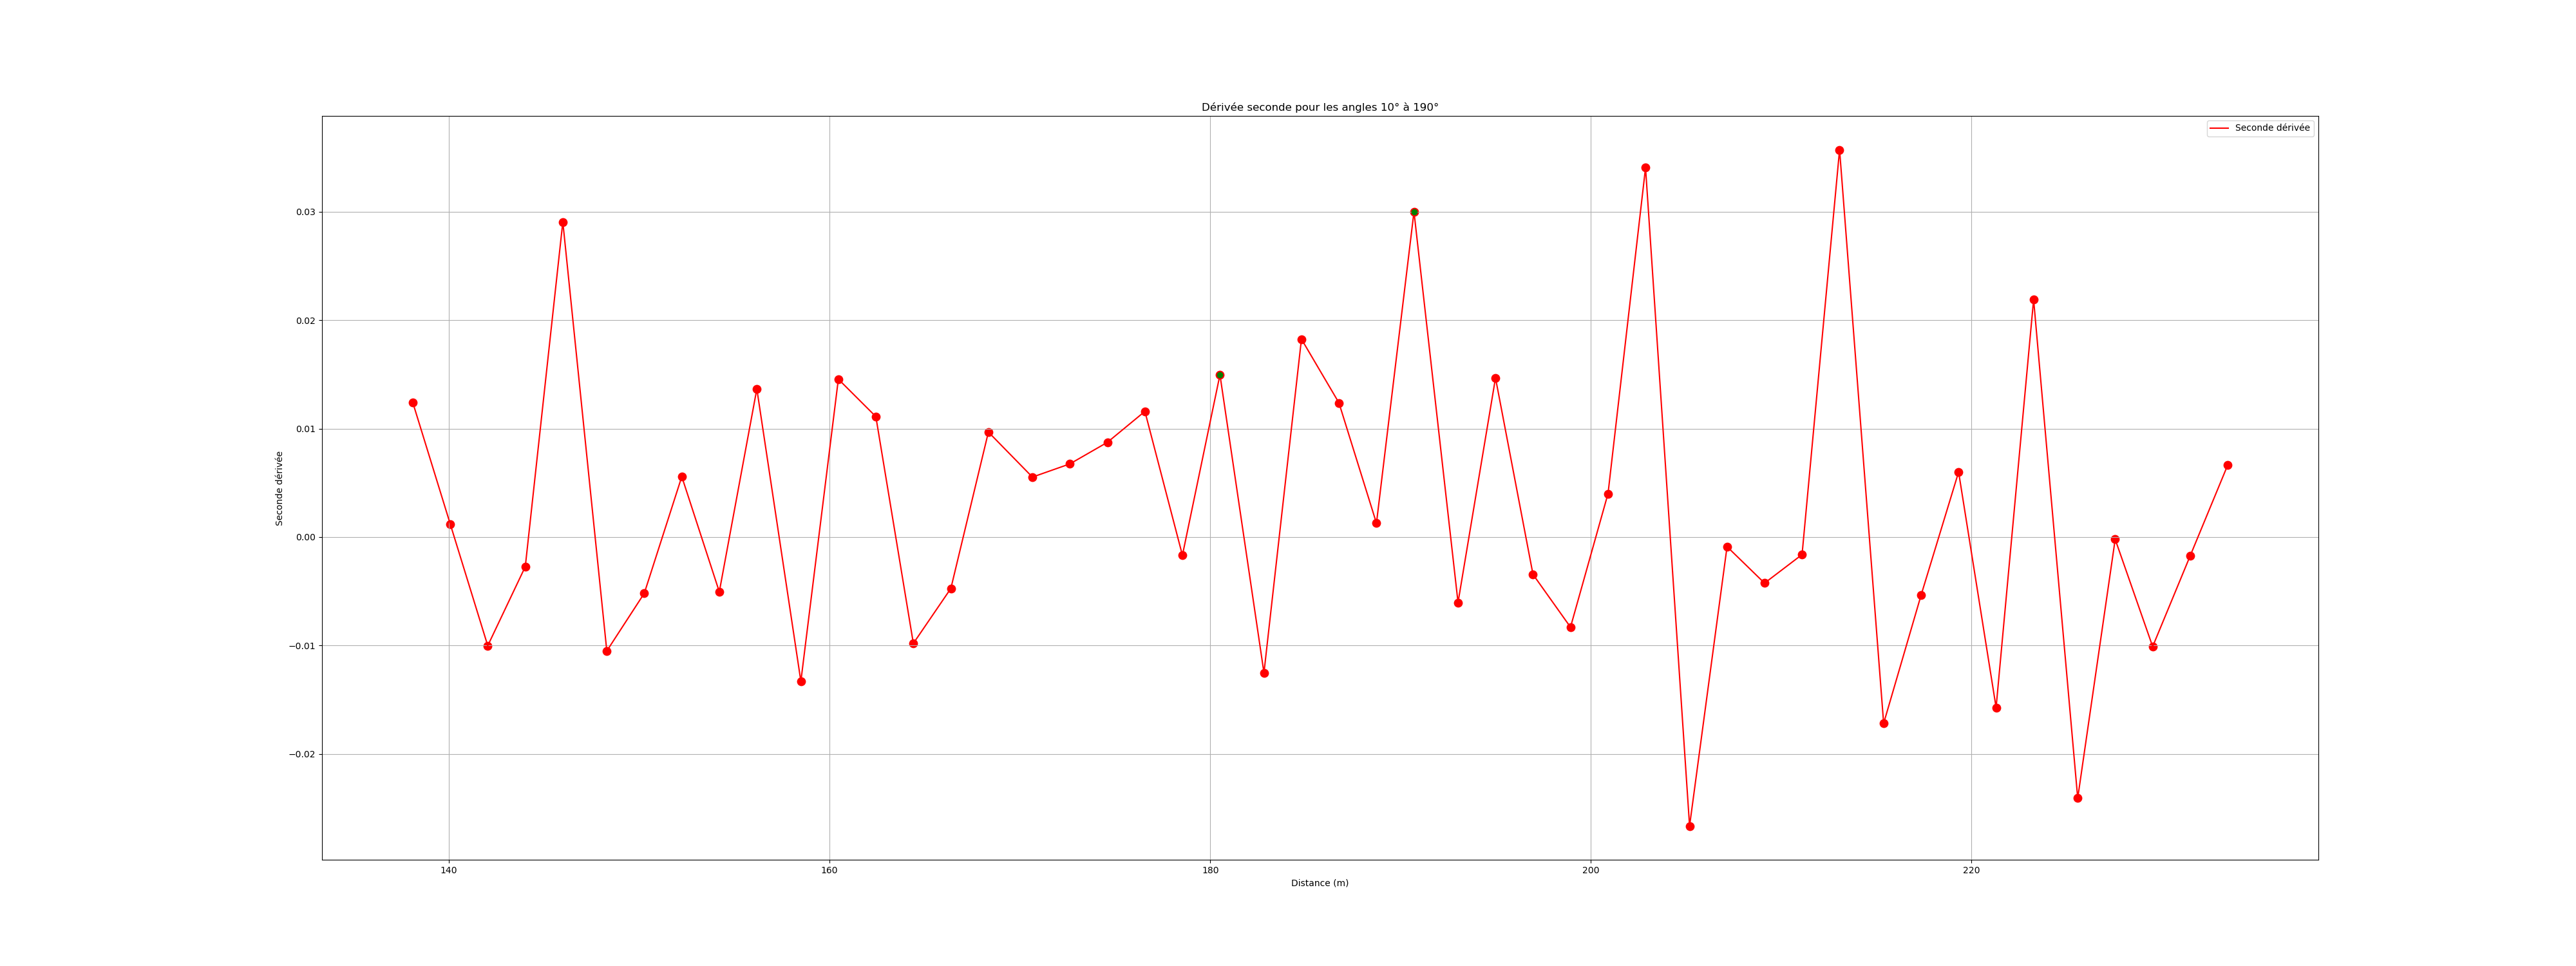 Dérivée seconde pour les angles 10° à 190°
Seconde dérivée
0.03
0.02
0.01
0.00
−0.01
−0.02
Seconde dérivée
140
160
180
200
220
Distance (m)